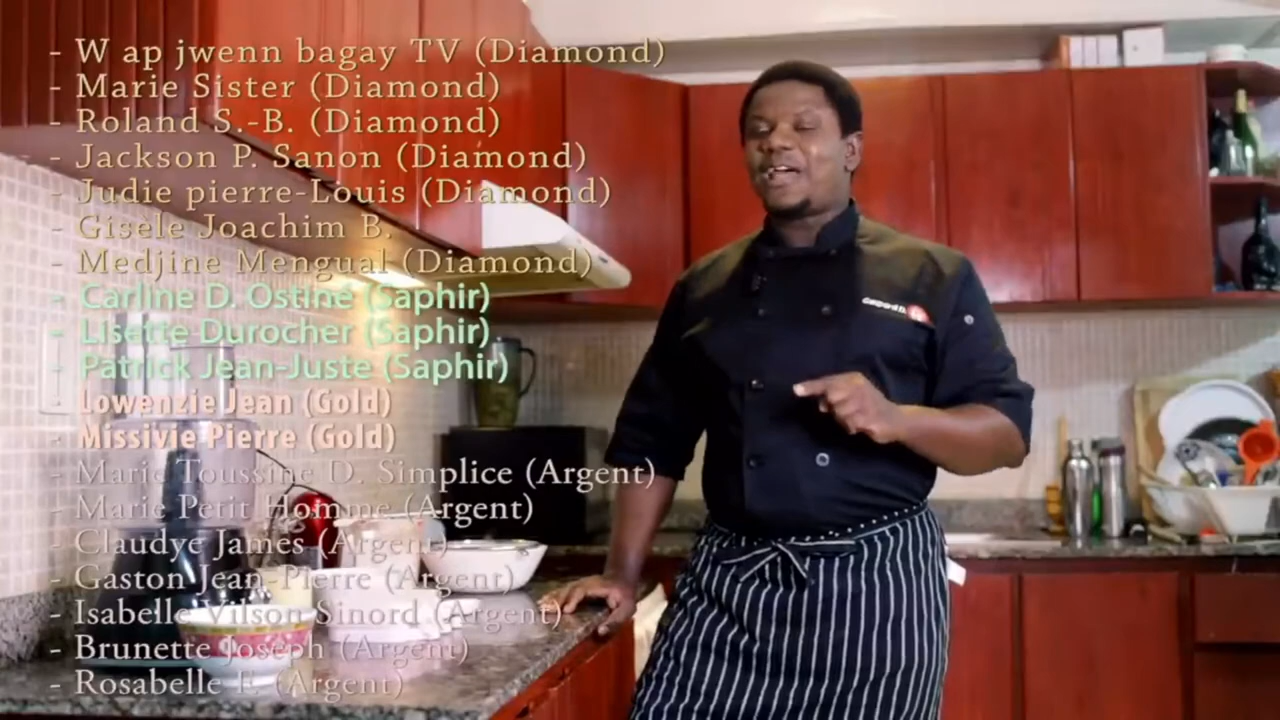 - W ap jwenn bagay TV (Diamond)
- Marie Sister (Diamond)
- Roland S.-B. (Diamond)
- Jackson P. Sanon (Diamond)
- Judie pierre-Louis (Diamond)
- Gisèle Joachim B.
- Medjine Mengual (Diamond)
- Carline D. Ostiné (Saphir)
- Lisette Durocher (Saphir)
- Patrick Jean-Juste (Saphir)
- Lowenzie Jean (Gold)
- Missivie Pierre (Gold)
- Marie Toussine D. Simplice (Argent)
- Marie Petit Homme (Argent)
- Claudye James (Argent)
- Gaston Jean-Pierre (Argent)
- Isabelle Vilson Sinord (Argent)
- Brunette Joseph (Argent)
- Rosabelle F. (Argent)